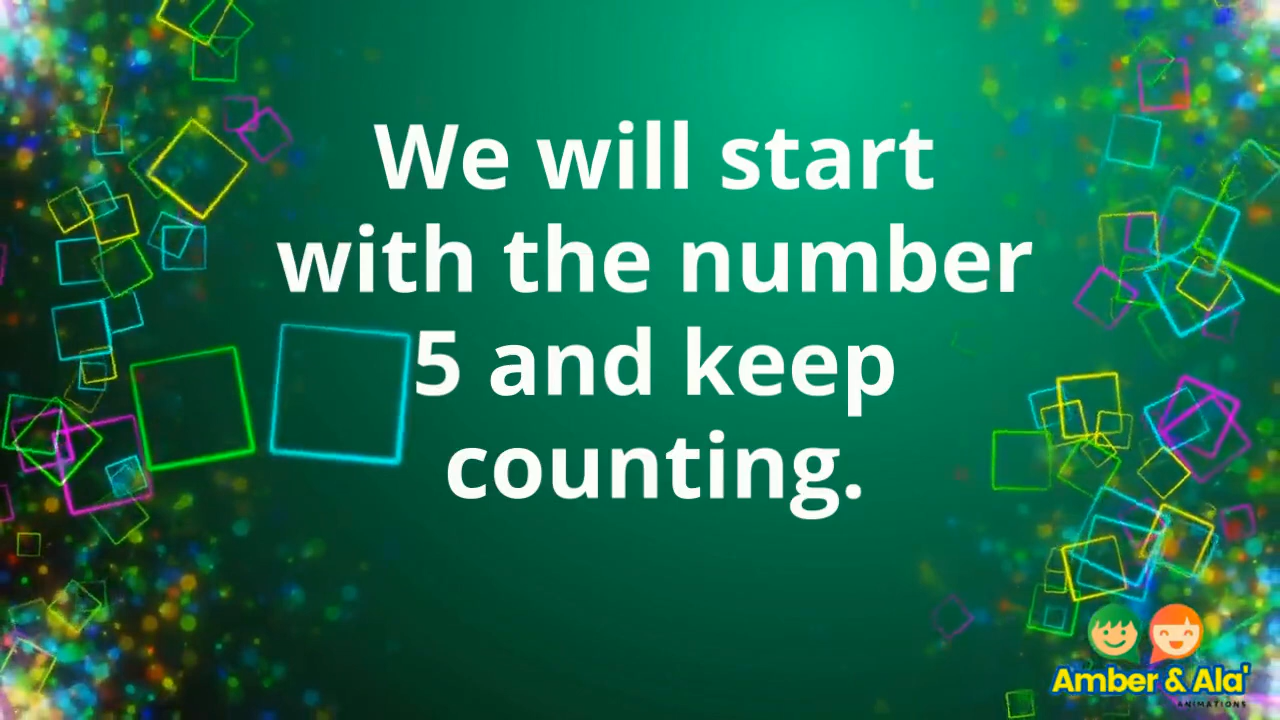 We will start
with the number
5 and keep
counting.
Amber & Ala'
ANIMATIONS